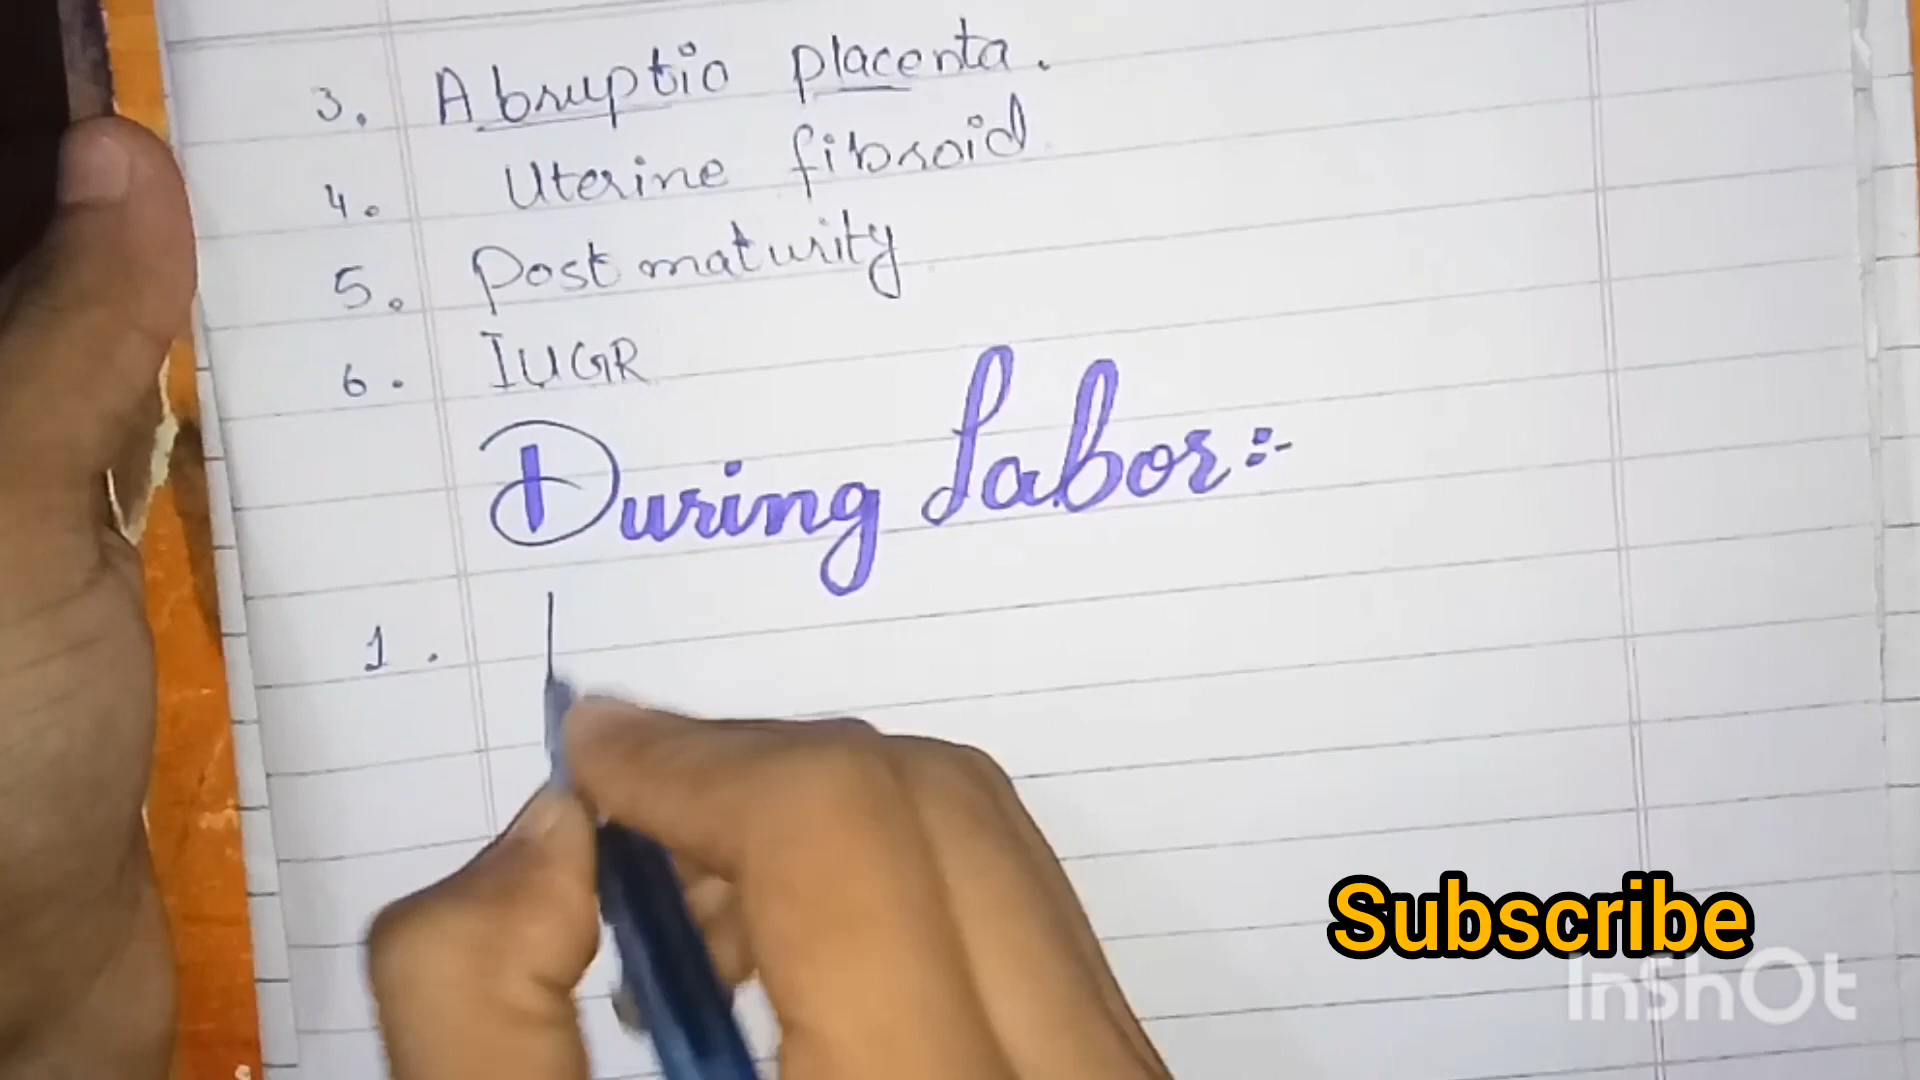 3. Abruptio placenta.
4. Uterine fibroid
5. Post maturity
6. IUGR
During Labor:-
1.
Subscribe
InShOt